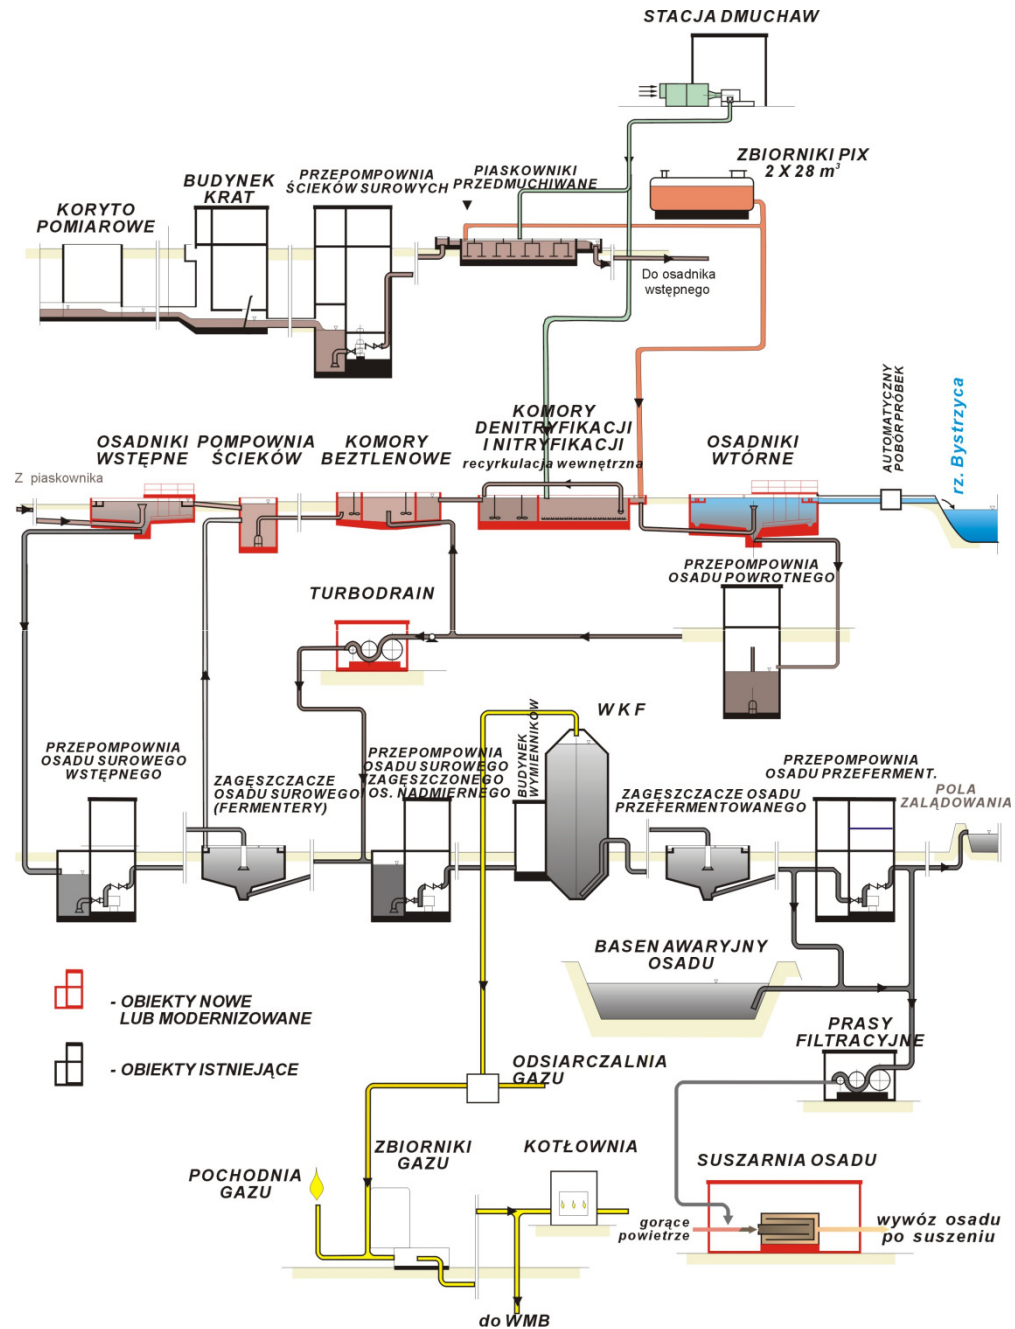 STACJA DMUCHAW
ZBIORNIKI PIX
2 X 28 m³
PIASKOWNIKI
PRZEDMUCHIWANE
PRZEPOMPOWNIA
ŚCIEKÓW SUROWYCH
BUDYNEK
KRAT
KORYTO
POMIAROWE
Do osadnika
wstępnego
KOMORY
DENITRYFIKACJI
I NITRYFIKACJI
recyrkulacja wewnętrzna
OSADNIKI
WSTĘPNE
POMPOWNIA
ŚCIEKÓW
KOMORY
BEZTLENOWE
OSADNIKI
WTÓRNE
AUTOMATYCZNY
POBÓR PRÓBEK
rz. Bystrzyca
Z piaskownika
PRZEPOMPOWNIA
OSADU POWROTNEGO
TURBODRAIN
WKF
PRZEPOMPOWNIA
OSADU SUROWEGO
WSTĘPNEGO
ZAGĘSZCZACZE
OSADU SUROWEGO
(FERMENTERY)
PRZEPOMPOWNIA
OSADU SUROWEGO
ZAGĘSZCZONEGO
I OS. NADMIERNEGO
BUDYNEK
WYMIENNIKÓW
ZAGĘSZCZACZE OSADU
PRZEFERMENTOWANEGO
PRZEPOMPOWNIA
OSADU PRZEFERMENT.
POLA
ZALĄDOWANIA
BASEN AWARYJNY
OSADU
- OBIEKTY NOWE
LUB MODERNIZOWANE
- OBIEKTY ISTNIEJĄCE
PRASY
FILTRACYJNE
ODSIARCZALNIA
GAZU
ZBIORNIKI
GAZU
KOTŁOWNIA
POCHODNIA
GAZU
SUSZARNIA OSADU
gorące
powietrze
wywóz osadu
po suszeniu
do WMB